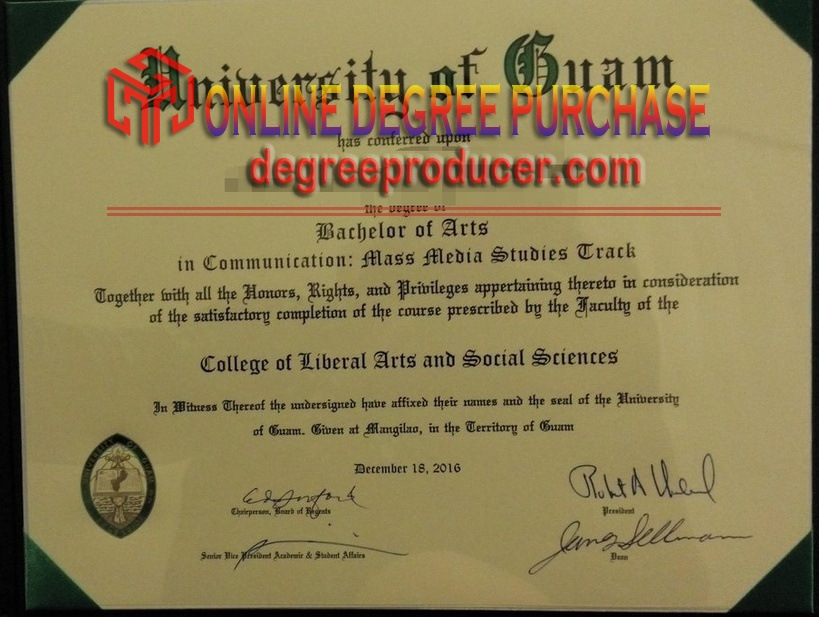 University of Guam
ONLINE DEGREE PURCHASE
has conferred upon
degreeproducer.com
The degree of
Bachelor of Arts
in Communication: Mass Media Studies Track
Together with all the Honors, Rights, and Privileges appertaining thereto in consideration
of the satisfactory completion of the course prescribed by the Faculty of the
College of Liberal Arts and Social Sciences
In Witness Thereof the undersigned have affixed their names and the seal of the University
of Guam. Given at Mangilao, in the Territory of Guam
December 18, 2016
Chairperson, Board of Regents
President
Senior Vice President Academic & Student Affairs
Dean
UNIVERSITY OF GUAM